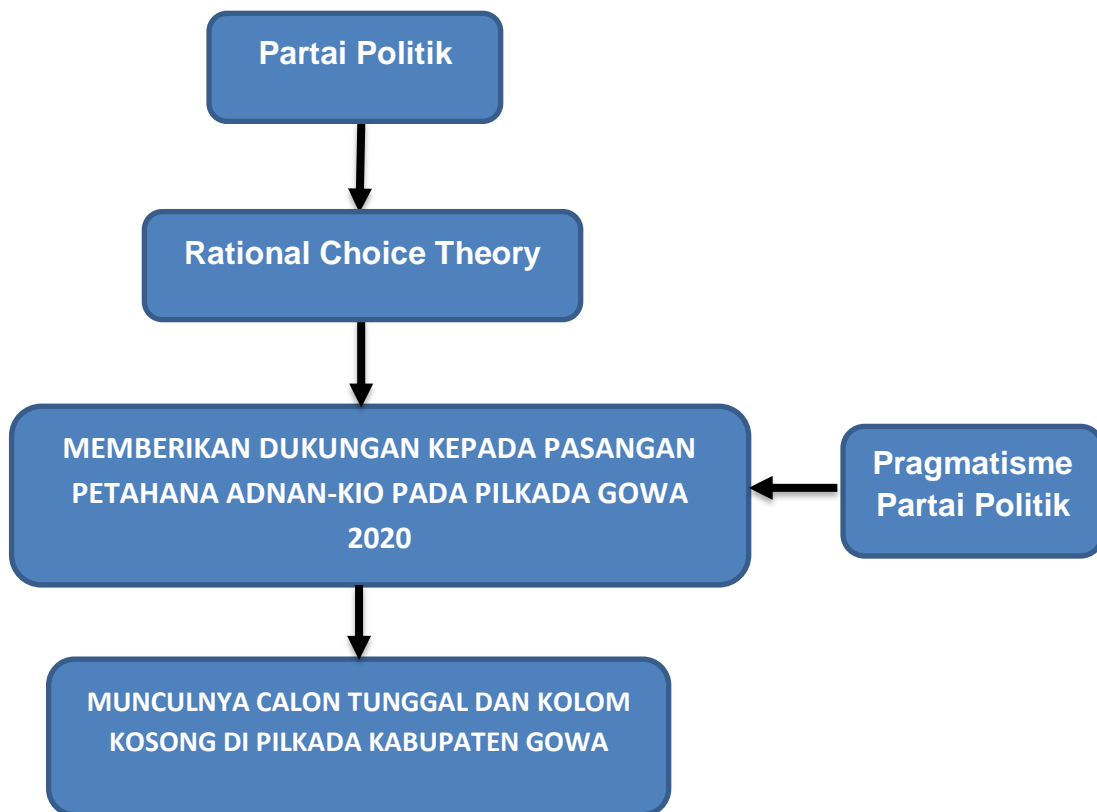 Partai Politik
Rational Choice Theory
MEMBERIKAN DUKUNGAN KEPADA PASANGAN
PETAHANA ADNAN-KIO PADA PILKADA GOWA
2020
Pragmatisme
Partai Politik
MUNCULNYA CALON TUNGGAL DAN KOLOM
KOSONG DI PILKADA KABUPATEN GOWA